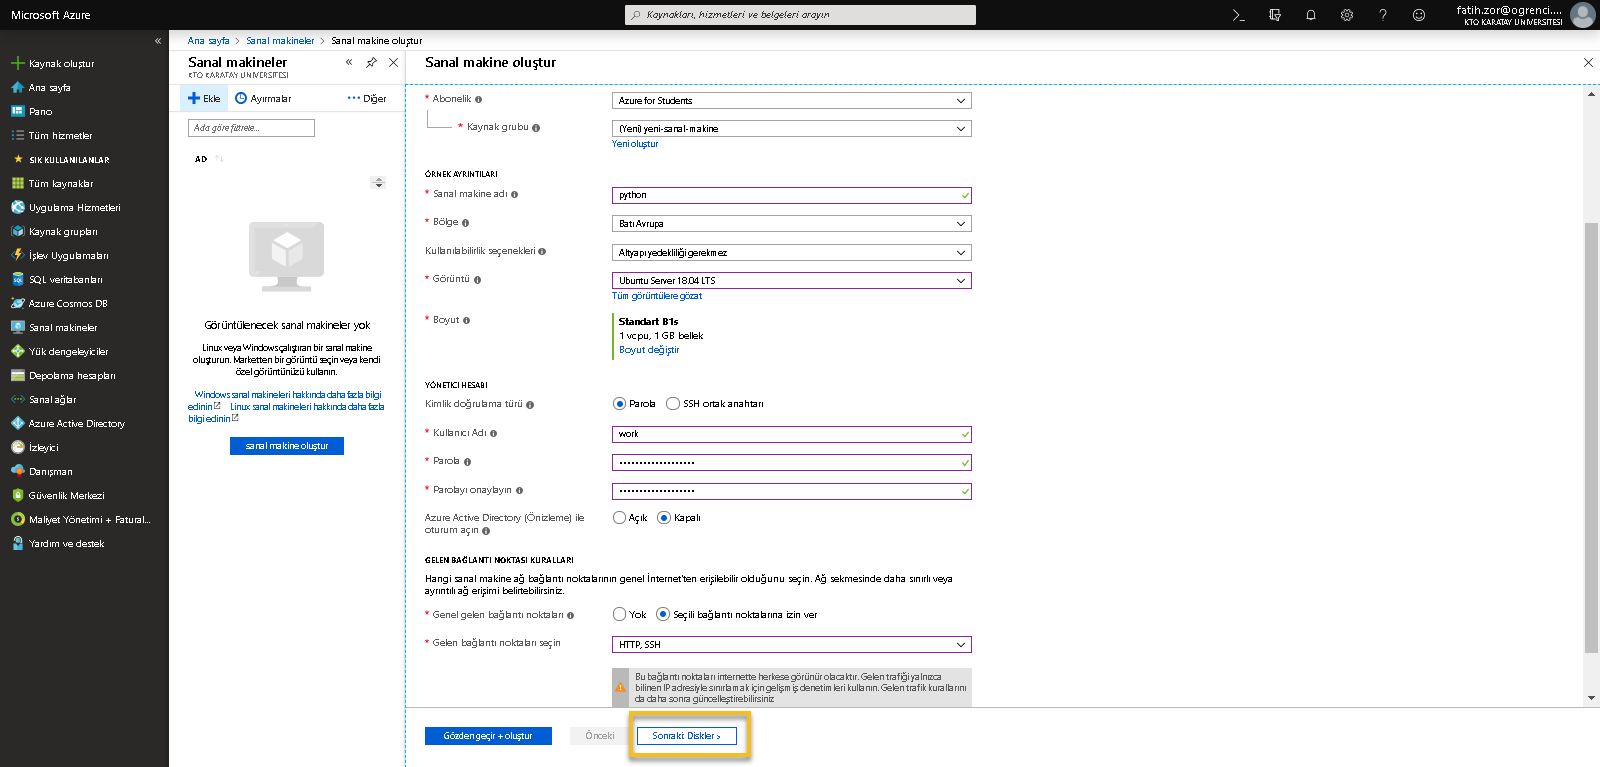 Microsoft Azure
Kaynakları, hizmetleri ve belgeleri arayın
fatih.zor@ogrenci....
KTO KARATAY UNIVERSITESI
«
Kaynak oluştur
Ana sayfa
Pano
Tüm hizmetler
SIK KULLANILANLAR
Tüm kaynaklar
Uygulama Hizmetleri
Kaynak grupları
İşlev Uygulamaları
SQL veritabanları
Azure Cosmos DB
Sanal makineler
Yük dengeleyiciler
Depolama hesapları
Sanal ağlar
Azure Active Directory
İzleyici
Danışman
Güvenlik Merkezi
Maliyet Yönetimi + Fatural...
Yardım ve destek
Ana sayfa > Sanal makineler > Sanal makine oluştur
Sanal makineler
KTO KARATAY UNIVERSITESI
Ekle Ayırmalar ··· Diğer
Ada göre filtrele...
AD
Görüntülenecek sanal makineler yok
Linux veya Windows çalıştıran bir sanal makine
oluşturun. Marketten bir görüntü seçin veya kendi
özel görüntünüzü kullanın.
Windows sanal makineleri hakkında daha fazla bilgi
edinin Linux sanal makineleri hakkında daha fazla
bilgi edinin
sanal makine oluştur
Sanal makine oluştur
* Abonelik
Azure for Students
* Kaynak grubu
(Yeni) yeni-sanal-makine
Yeni oluştur
ÖRNEK AYRINTILARI
* Sanal makine adı
python
* Bölge
Batı Avrupa
Kullanılabilirlik seçenekleri
Altyapı yedekliliği gerekmez
* Görüntü
Ubuntu Server 18.04 LTS
Tüm görüntülere gözat
* Boyut
Standart B1s
1 vcpu, 1 GB bellek
Boyut değiştir
YÖNETİCİ HESABI
Kimlik doğrulama türü
Parola SSH ortak anahtarı
* Kullanıcı Adı
work
* Parola
•••••••••••••••••••
* Parolayı onaylayın
•••••••••••••••••••
Azure Active Directory (Önizleme) ile
oturum açın
Açık Kapalı
GELEN BAĞLANTI NOKTASI KURALLARI
Hangi sanal makine ağ bağlantı noktalarının genel İnternet'ten erişilebilir olduğunu seçin. Ağ sekmesinde daha sınırlı veya
ayrıntılı ağ erişimi belirtebilirsiniz.
* Genel gelen bağlantı noktaları
Yok Seçili bağlantı noktalarına izin ver
* Gelen bağlantı noktaları seçin
HTTP, SSH
Bu bağlantı noktaları internette herkese görünür olacaktır. Gelen trafiği yalnızca
bilinen IP adresiyle sınırlamak için gelişmiş denetimleri kullanın. Gelen trafik kurallarını
da daha sonra güncelleştirebilirsiniz
Gözden geçir + oluştur
Önceki
Sonraki: Diskler >